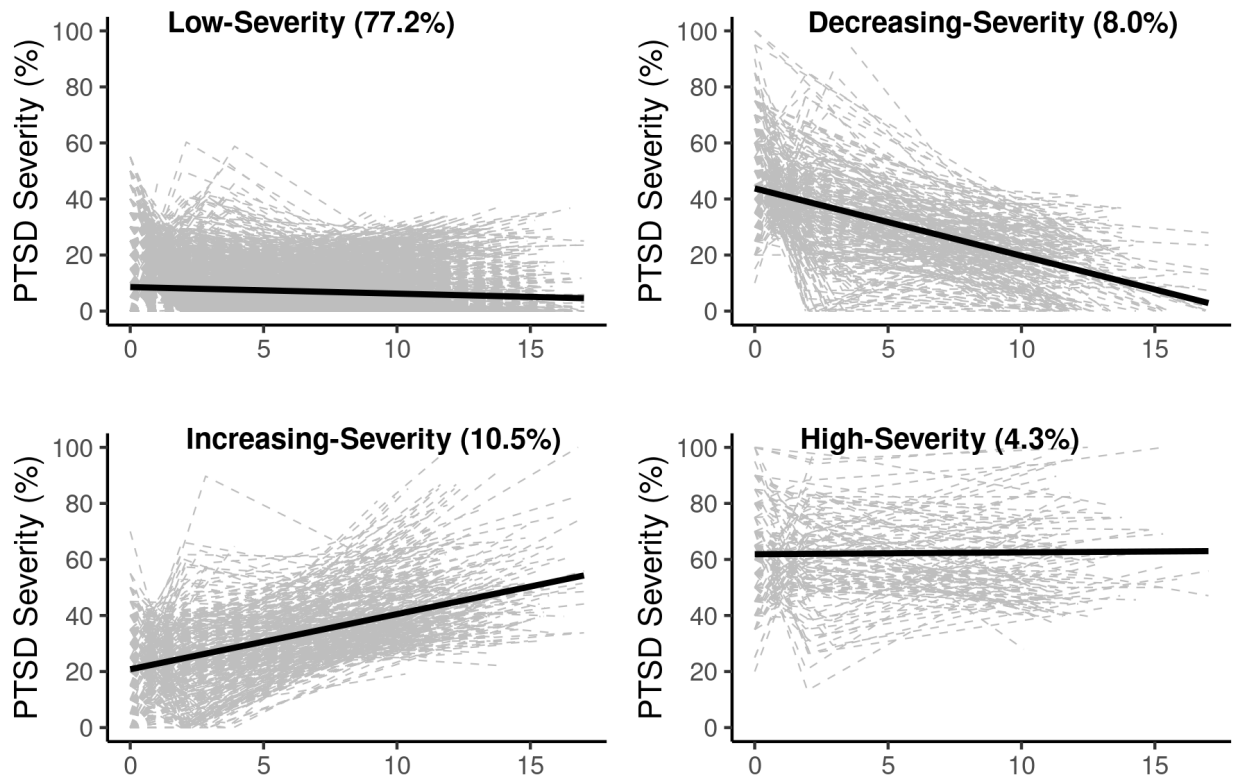 Low-Severity (77.2%)
PTSD Severity (%)
100
80
60
40
20
0
0 5 10 15
Decreasing-Severity (8.0%)
PTSD Severity (%)
100
80
60
40
20
0
0 5 10 15
Increasing-Severity (10.5%)
PTSD Severity (%)
100
80
60
40
20
0
0 5 10 15
High-Severity (4.3%)
PTSD Severity (%)
100
80
60
40
20
0
0 5 10 15